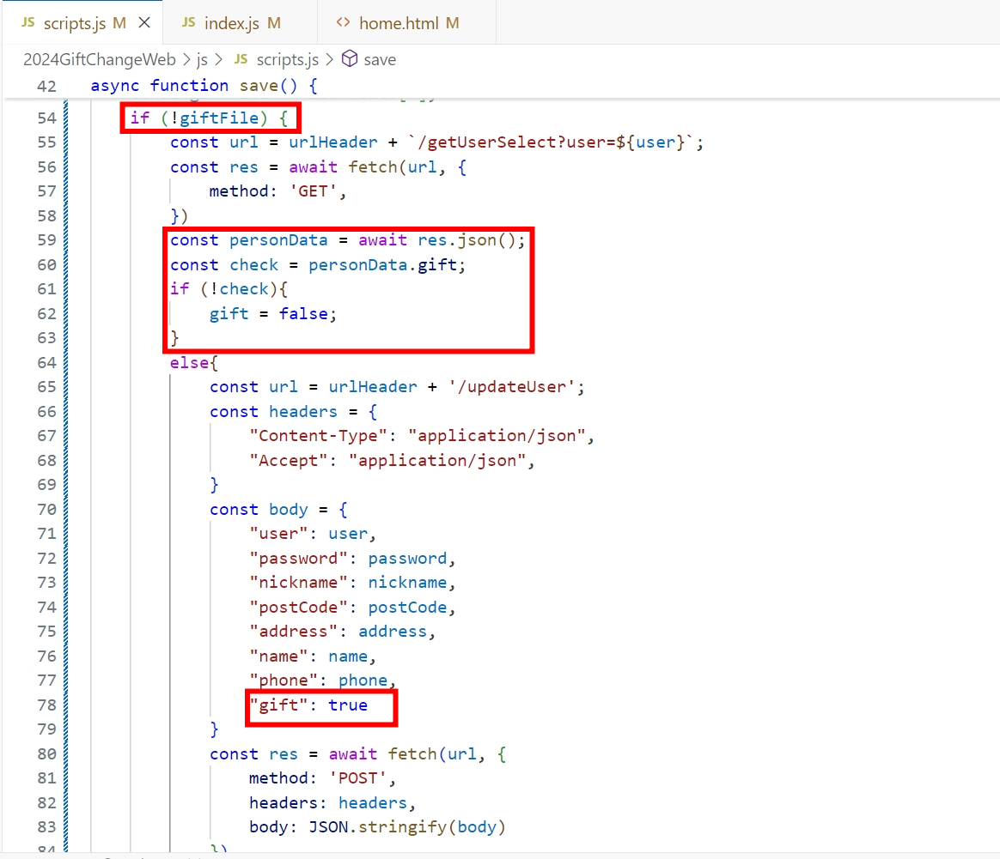 JS scripts.js M × JS index.js M <> home.html M
2024GiftChangeWeb > js > JS scripts.js > save
42 async function save() {
54 if (!giftFile) {
55 const url = urlHeader + `/getUserSelect?user=${user}`;
56 const res = await fetch(url, {
57 method: 'GET',
58 })
59 const personData = await res.json();
60 const check = personData.gift;
61 if (!check){
62 gift = false;
63 }
64 else{
65 const url = urlHeader + '/updateUser';
66 const headers = {
67 "Content-Type": "application/json",
68 "Accept": "application/json",
69 }
70 const body = {
71 "user": user,
72 "password": password,
73 "nickname": nickname,
74 "postCode": postCode,
75 "address": address,
76 "name": name,
77 "phone": phone,
78 "gift": true
79 }
80 const res = await fetch(url, {
81 method: 'POST',
82 headers: headers,
83 body: JSON.stringify(body)
84 })